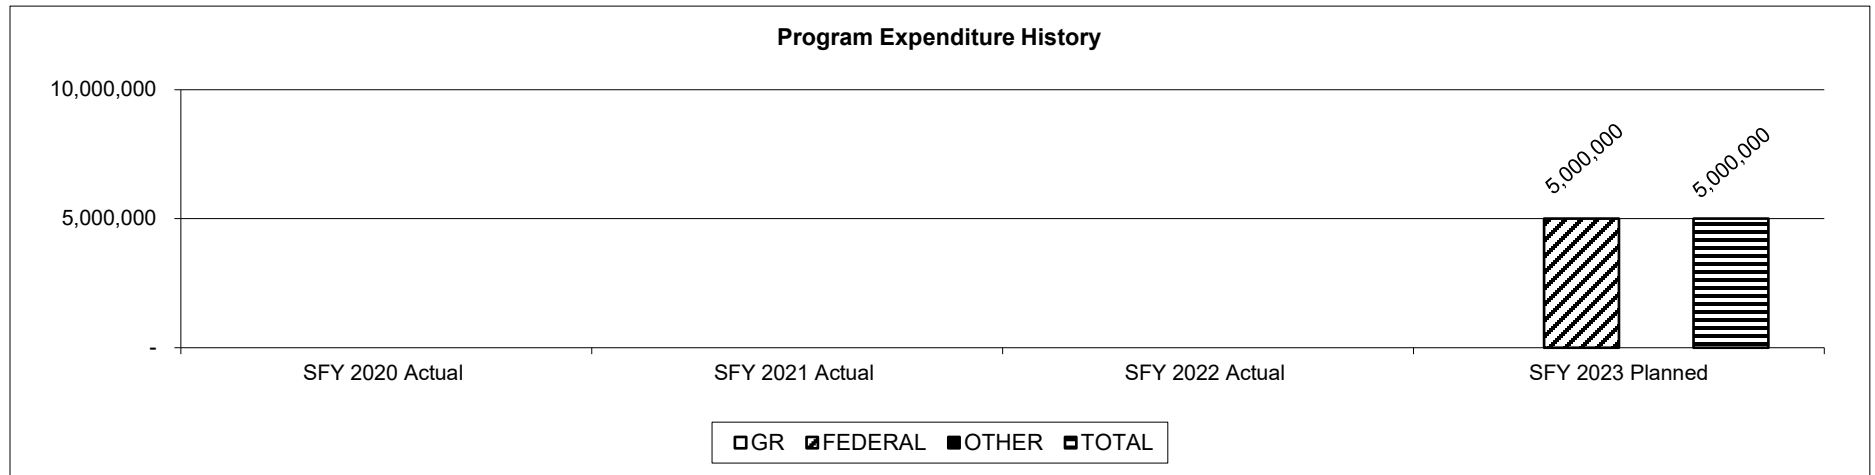 Program Expenditure History
10,000,000
5,000,000
-
5,000,000
5,000,000
SFY 2020 Actual
SFY 2021 Actual
SFY 2022 Actual
SFY 2023 Planned
GR FEDERAL OTHER TOTAL